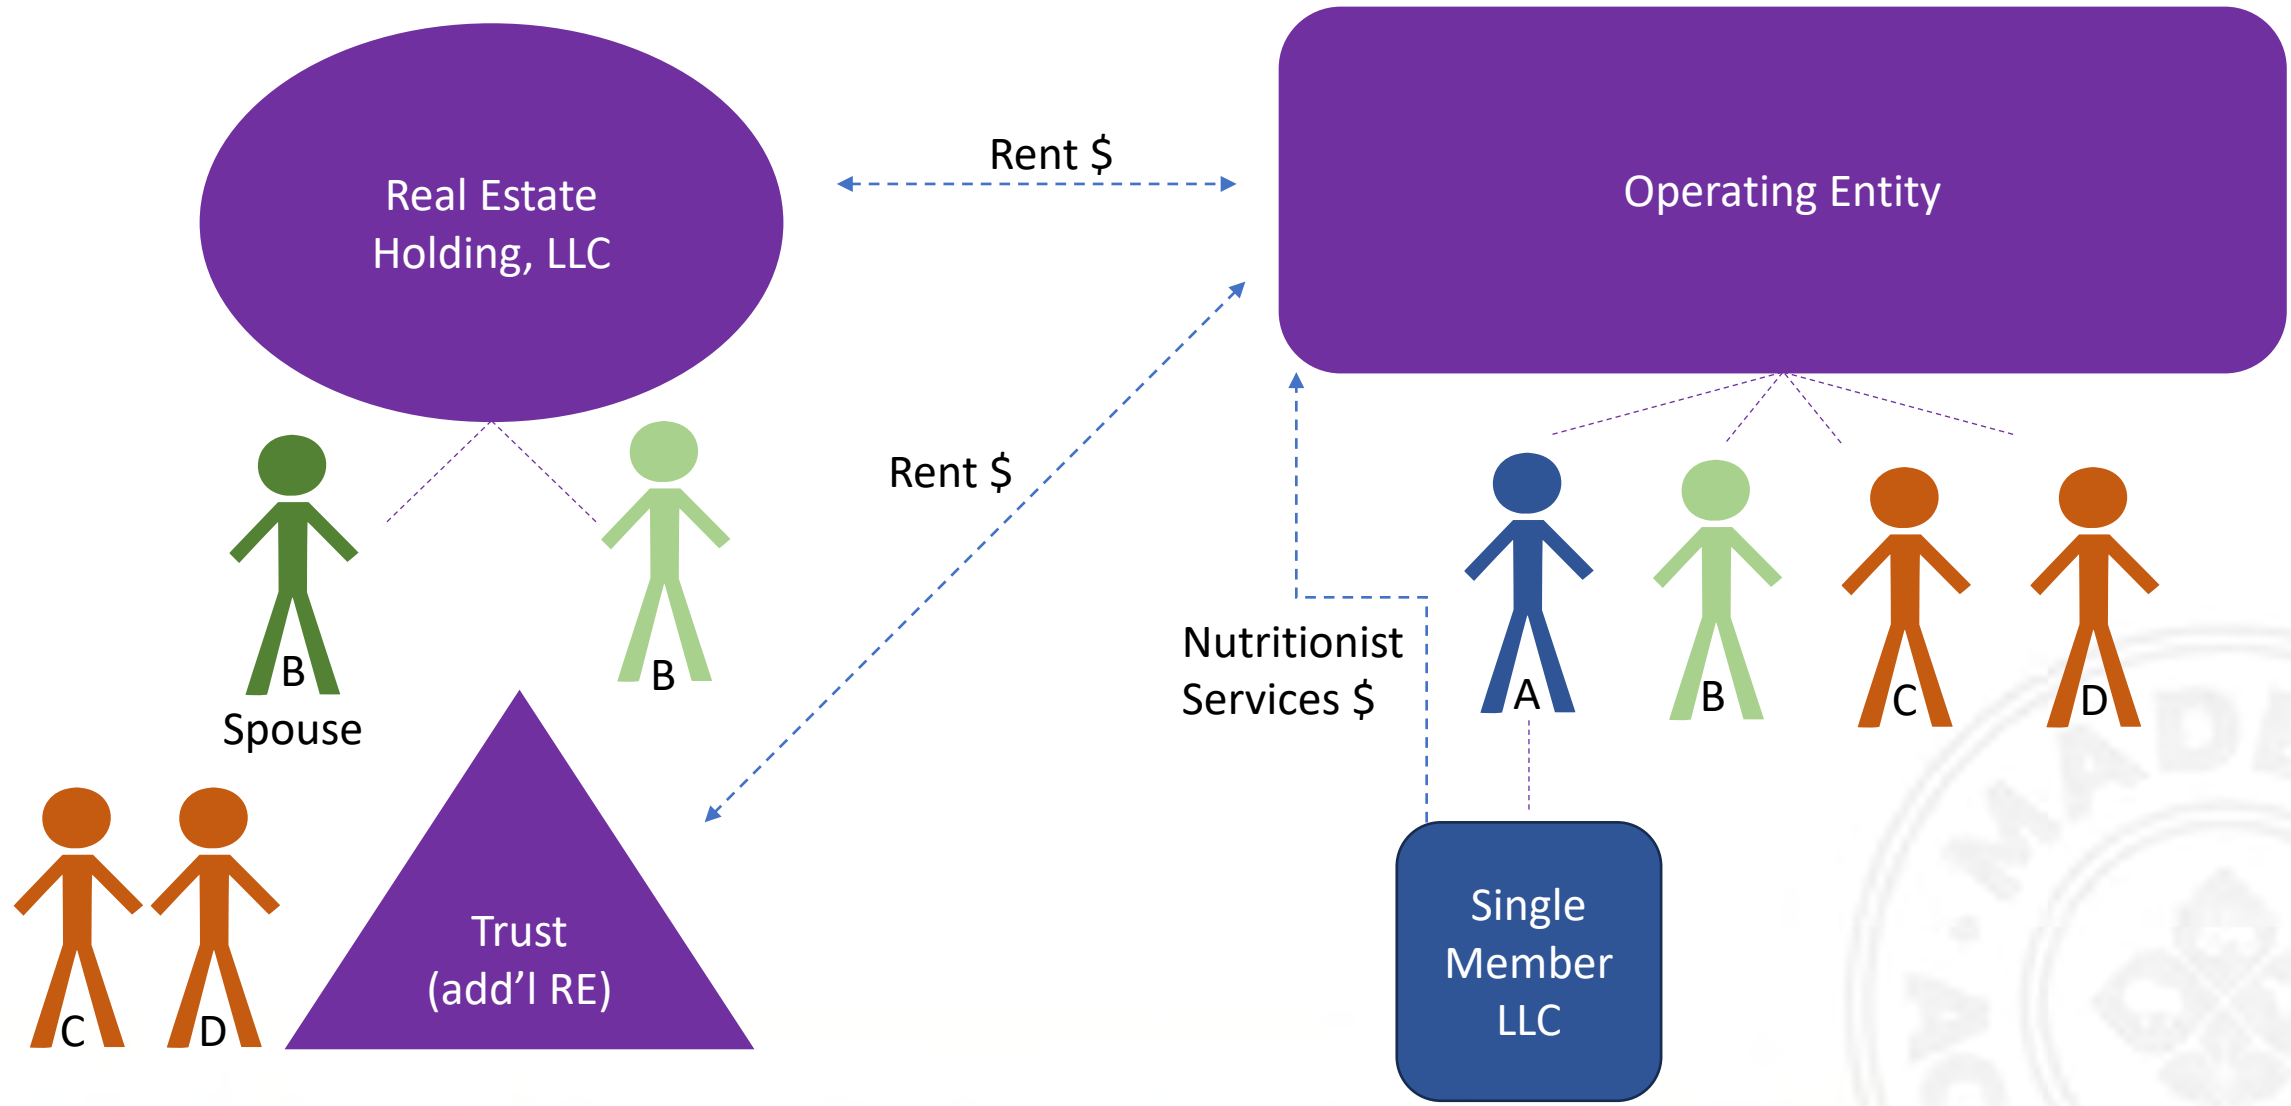 Real Estate
Holding, LLC
Rent $
Operating Entity
Rent $
B
Spouse
B
Nutritionist
Services $
A
B
C
D
C
D
Trust
(add’l RE)
Single
Member
LLC